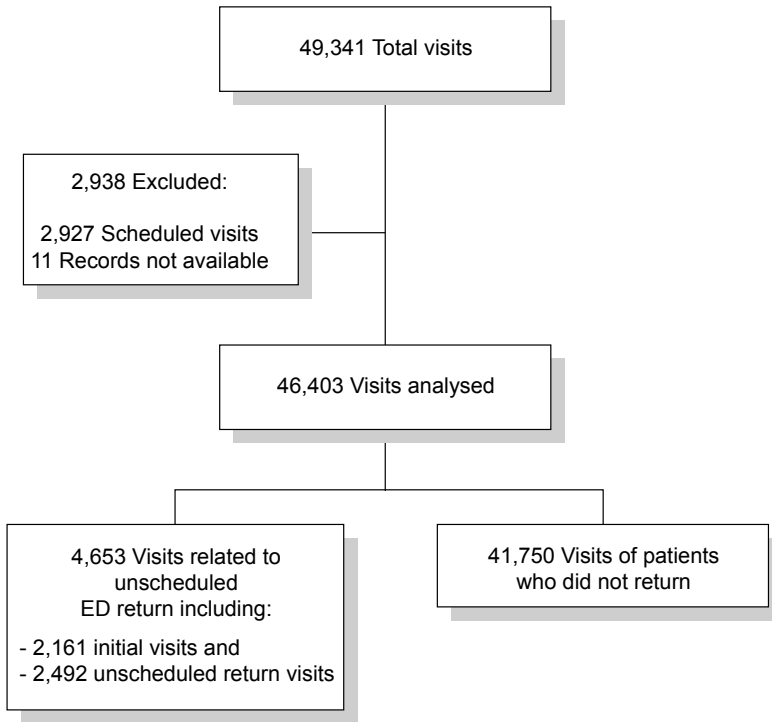 49,341 Total visits
2,938 Excluded:
2,927 Scheduled visits
11 Records not available
46,403 Visits analysed
4,653 Visits related to
unscheduled
ED return including:
- 2,161 initial visits and
- 2,492 unscheduled return visits
41,750 Visits of patients
who did not return